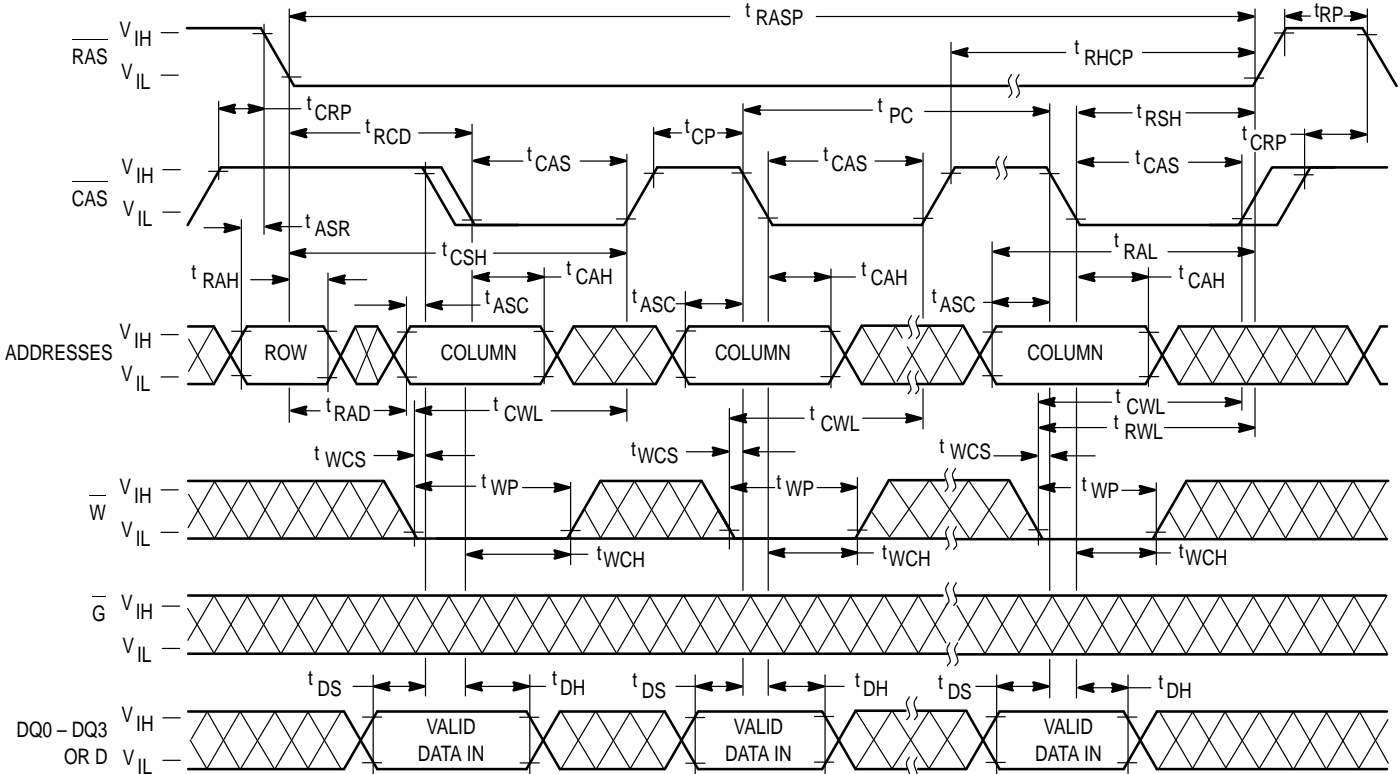 t RASP
tRP
RAS
V IH
V IL
t RHCP
t CRP
t RCD
t CP
t PC
t RSH
t CRP
CAS
V IH
V IL
t CAS
t CAS
t CAS
t ASR
t CSH
t RAL
t RAH
t ASC
t CAH
t ASC
t CAH
t ASC
t CAH
ADDRESSES
V IH
V IL
ROW
COLUMN
COLUMN
COLUMN
t RAD
t CWL
t CWL
t CWL
t RWL
t WCS
t WCS
t WCS
W
V IH
V IL
t WP
t WP
t WP
t WCH
t WCH
t WCH
G
V IH
V IL
t DS
t DH
t DS
t DH
t DS
t DH
DQ0 – DQ3
OR D
V IH
V IL
VALID
DATA IN
VALID
DATA IN
VALID
DATA IN